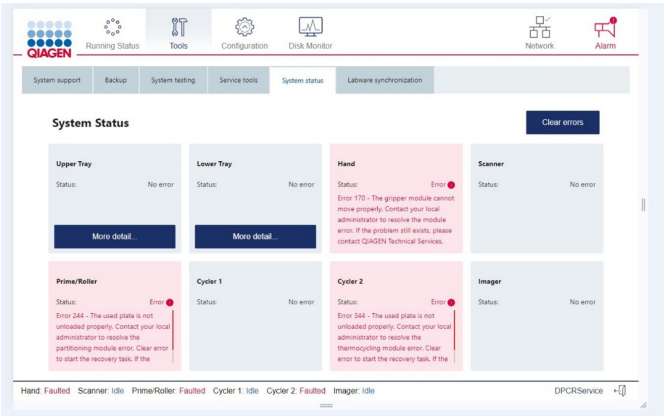 QIAGEN
Running Status
Tools
Configuration
Disk Monitor
Network
Alarm
System support
Backup
System testing
Service tools
System status
Labware synchronization
System Status
Clear errors
Upper Tray
Status: No error
More detail...
Lower Tray
Status: No error
More detail...
Hand
Status: Error
Error 170 - The gripper module cannot
move properly. Contact your local
administrator to resolve the module
error. If the problem still exists, please
contact QIAGEN Technical Services.
Scanner
Status: No error
Prime/Roller
Status: Error
Error 244 - The used plate is not
unloaded properly. Contact your local
administrator to resolve the
partitioning module error. Clear error
to start the recovery task. If the
Cycler 1
Status: No error
Cycler 2
Status: Error
Error 344 - The used plate is not
unloaded properly. Contact your local
administrator to resolve the
thermocycling module error. Clear
error to start the recovery task. If the
Imager
Status: No error
Hand: Faulted Scanner: Idle Prime/Roller: Faulted Cycler 1: Idle Cycler 2: Faulted Imager: Idle DPCRService